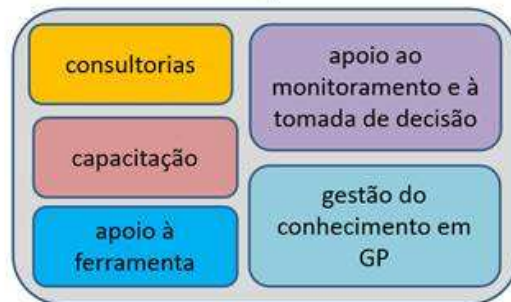 consultorias
capacitação
apoio à
ferramenta
apoio ao
monitoramento e à
tomada de decisão
gestão do
conhecimento em
GP